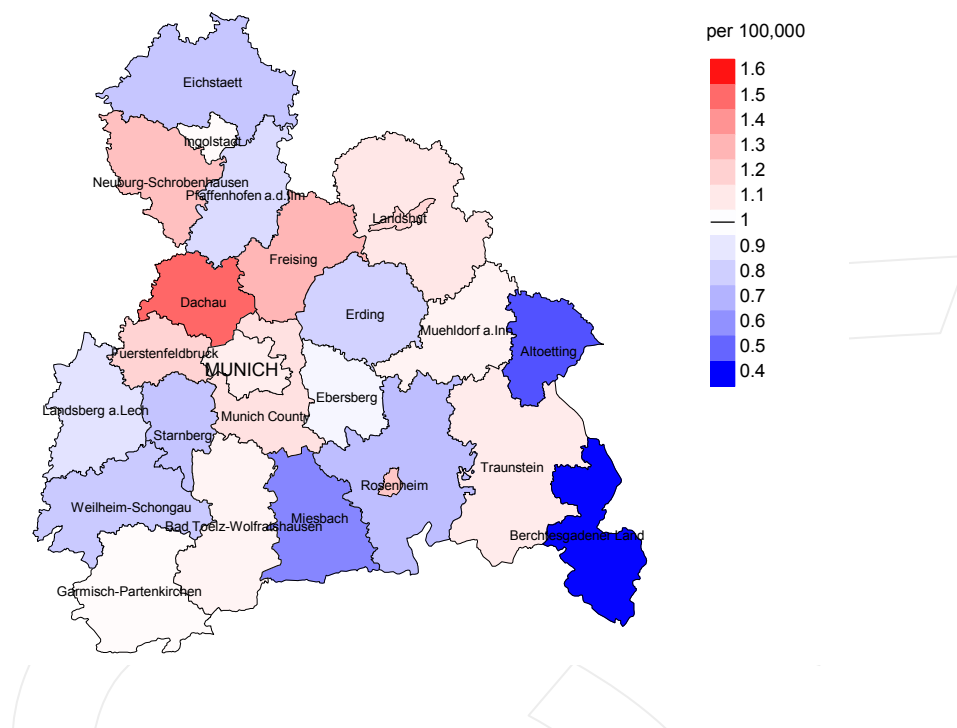 per 100,000
1.6
1.5
1.4
1.3
1.2
1.1
1
0.9
0.8
0.7
0.6
0.5
0.4
Eichstaett
Ingolstadt
Neuburg-Schrobenhausen
Pfaffenhofen a.d.Ilm
Landshut
Freising
Dachau
Erding
Muehldorf a.Inn
Altoetting
Fuerstenfeldbruck
MUNICH
Ebersberg
Landsberg a.Lech
Munich County
Starnberg
Traunstein
Rosenheim
Weilheim-Schongau
Miesbach
Bad Toelz-Wolfratshausen
Berchtesgadener Land
Garmisch-Partenkirchen